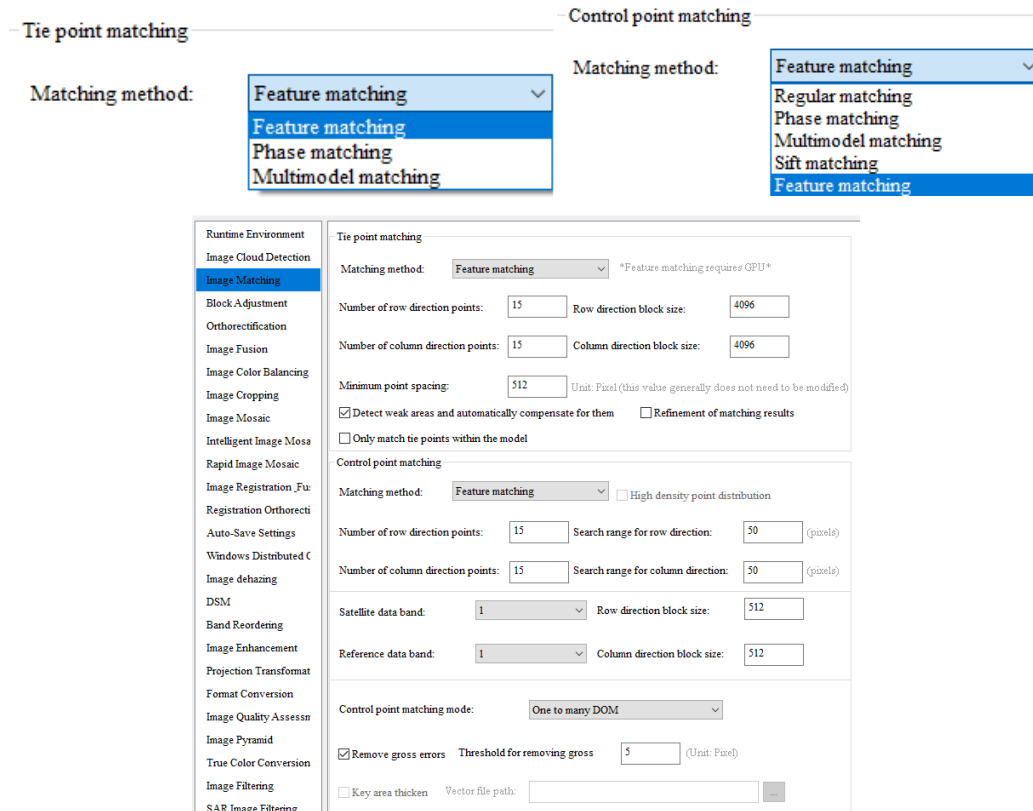 Tie point matching
Matching method: Feature matching
Feature matching
Phase matching
Multimodel matching
Control point matching
Matching method: Feature matching
Regular matching
Phase matching
Multimodel matching
Sift matching
Feature matching
Runtime Environment
Image Cloud Detection
Image Matching
Block Adjustment
Orthorectification
Image Fusion
Image Color Balancing
Image Cropping
Image Mosaic
Intelligent Image Mosa
Rapid Image Mosaic
Image Registration_Fu:
Registration Orthorecti
Auto-Save Settings
Windows Distributed C
Image dehazing
DSM
Band Reordering
Image Enhancement
Projection Transformat
Format Conversion
Image Quality Assessm
Image Pyramid
True Color Conversion
Image Filtering
SAR Image Filtering
Tie point matching
Matching method: Feature matching *Feature matching requires GPU*
Number of row direction points: 15 Row direction block size: 4096
Number of column direction points: 15 Column direction block size: 4096
Minimum point spacing: 512 Unit: Pixel (this value generally does not need to be modified)
Detect weak areas and automatically compensate for them Refinement of matching results
Only match tie points within the model
Control point matching
Matching method: Feature matching High density point distribution
Number of row direction points: 15 Search range for row direction: 50 (pixels)
Number of column direction points: 15 Search range for column direction: 50 (pixels)
Satellite data band: 1 Row direction block size: 512
Reference data band: 1 Column direction block size: 512
Control point matching mode: One to many DOM
Remove gross errors Threshold for removing gross 5 (Unit: Pixel)
Key area thicken Vector file path: ...